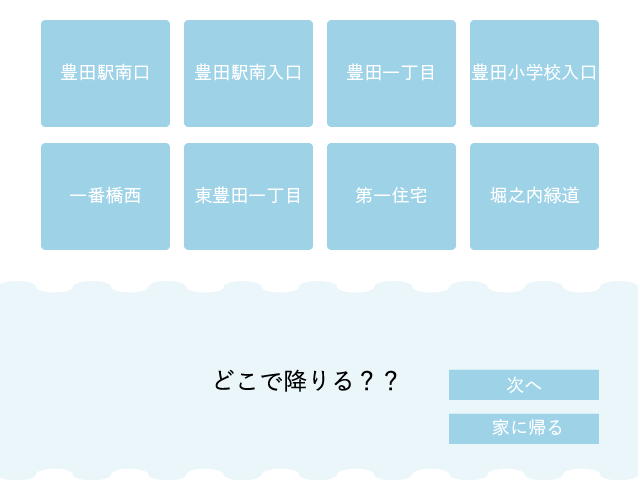 豊田駅南口
豊田駅南入口
豊田一丁目
豊田小学校入口
一番橋西
東豊田一丁目
第一住宅
堀之内緑道
どこで降りる？？
次へ
家に帰る